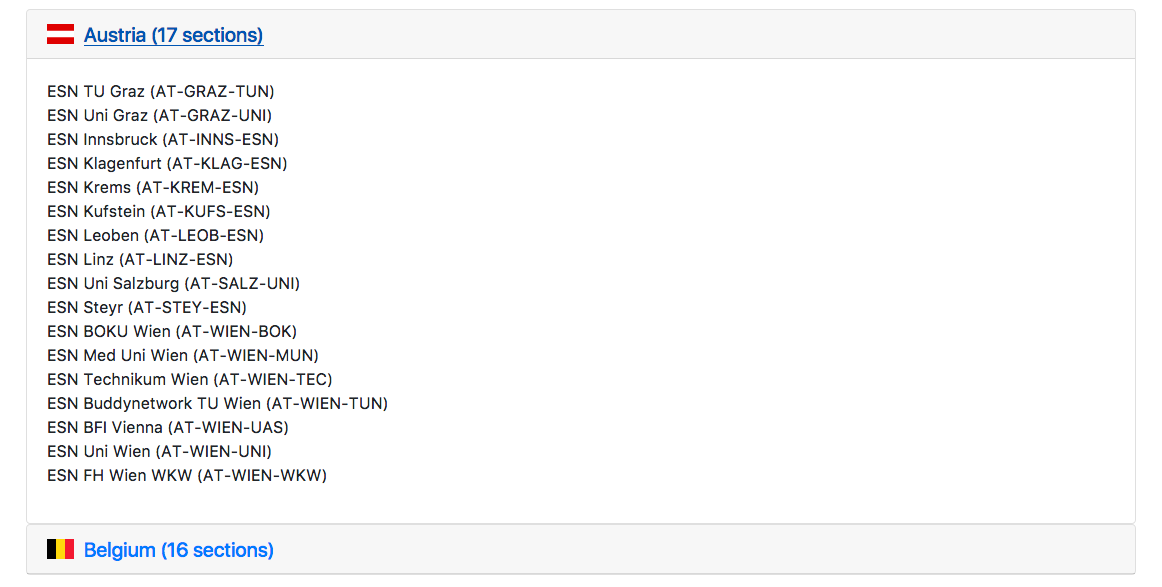 Austria (17 sections)
ESN TU Graz (AT-GRAZ-TUN)
ESN Uni Graz (AT-GRAZ-UNI)
ESN Innsbruck (AT-INNS-ESN)
ESN Klagenfurt (AT-KLAG-ESN)
ESN Krems (AT-KREM-ESN)
ESN Kufstein (AT-KUFS-ESN)
ESN Leoben (AT-LEOB-ESN)
ESN Linz (AT-LINZ-ESN)
ESN Uni Salzburg (AT-SALZ-UNI)
ESN Steyr (AT-STEY-ESN)
ESN BOKU Wien (AT-WIEN-BOK)
ESN Med Uni Wien (AT-WIEN-MUN)
ESN Technikum Wien (AT-WIEN-TEC)
ESN Buddynetwork TU Wien (AT-WIEN-TUN)
ESN BFI Vienna (AT-WIEN-UAS)
ESN Uni Wien (AT-WIEN-UNI)
ESN FH Wien WKW (AT-WIEN-WKW)
Belgium (16 sections)